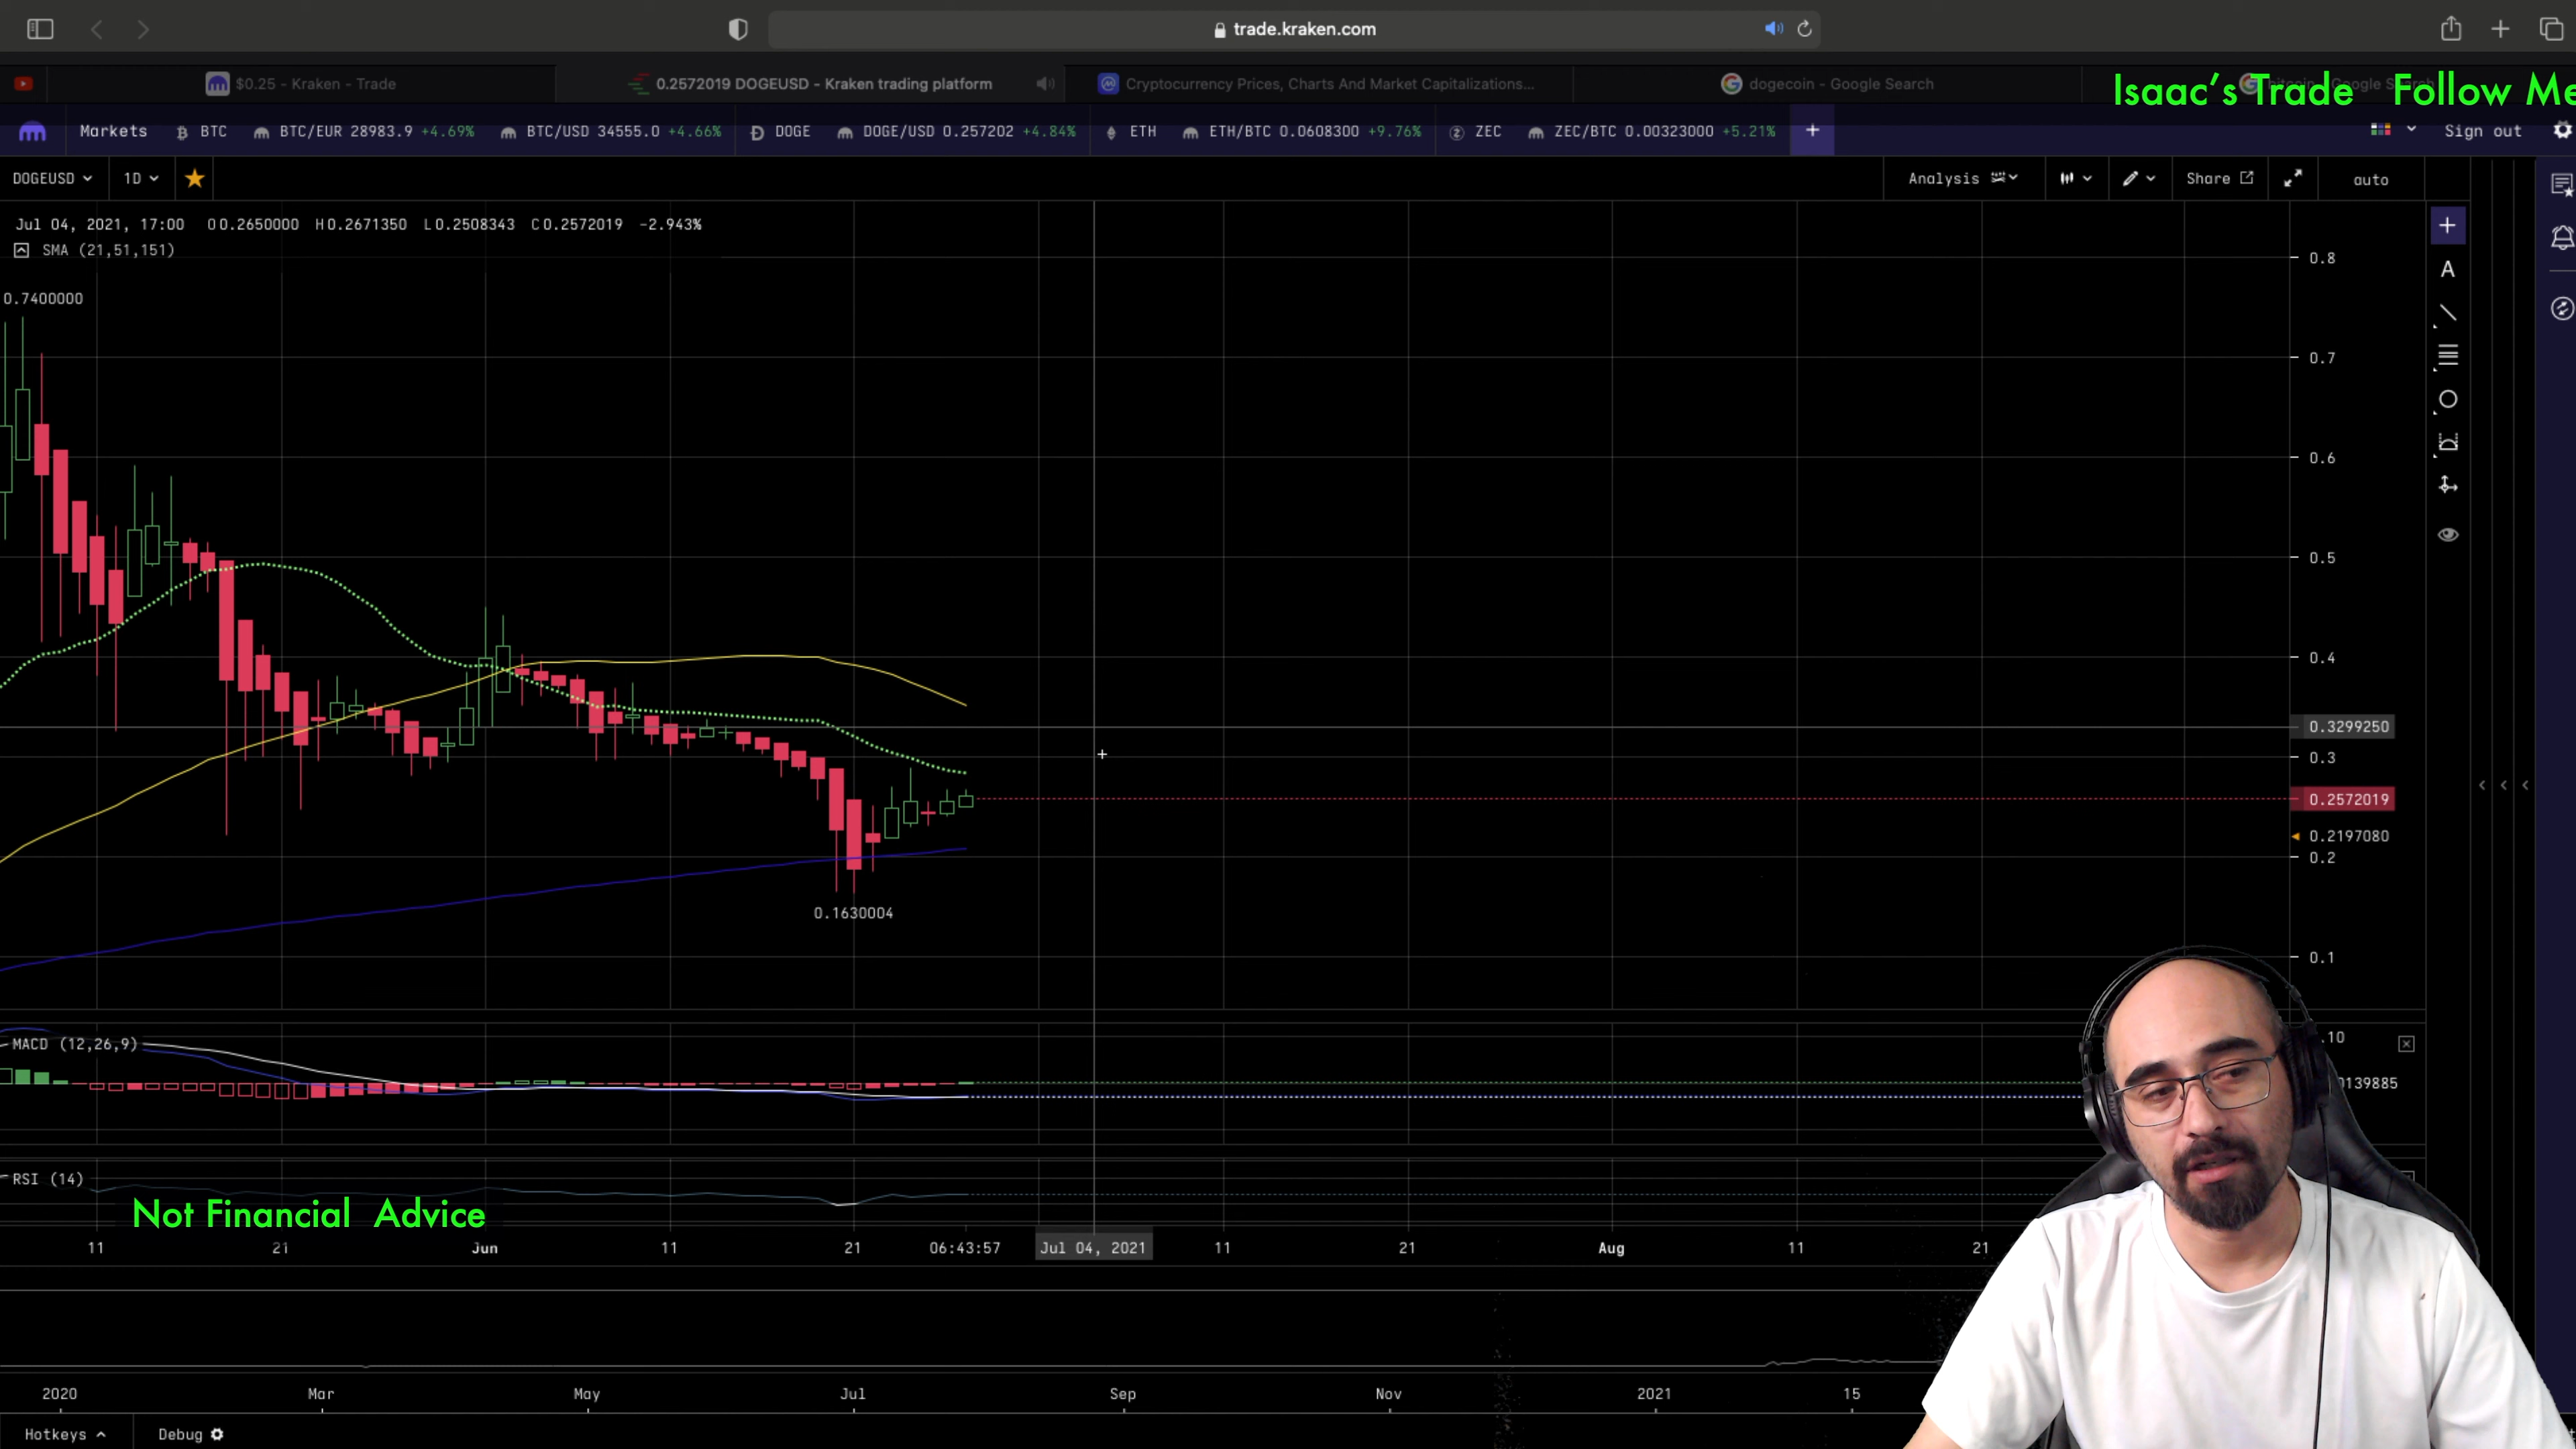 trade.kraken.com
$0.25 - Kraken - Trade
0.2572019 DOGEUSD - Kraken trading platform
Cryptocurrency Prices, Charts And Market Capitalizations...
dogecoin - Google Search
Isaac's Trade Follow Me
Markets BTC BTC/EUR 28983.9 +4.69% BTC/USD 34555.0 +4.66% DOGE DOGE/USD 0.257202 +4.84% ETH ETH/BTC 0.0608300 +9.76% ZEC ZEC/BTC 0.00323000 +5.21% + Sign out
DOGEUSD 1D Analysis Share auto
Jul 04, 2021, 17:00 O0.2650000 H0.2671350 L0.2508343 C0.2572019 -2.943%
SMA (21,51,151)
0.8
0.7400000
0.7
0.6
0.5
0.4
0.3299250
0.3
0.2572019
0.2197080
0.2
0.1630004
0.1
MACD (12,26,9)
.10
139885
RSI (14)
Not Financial Advice
11 21 Jun 11 21 06:43:57 Jul 04, 2021 11 21 Aug 11 21
2020 Mar May Jul Sep Nov 2021 15
Hotkeys Debug